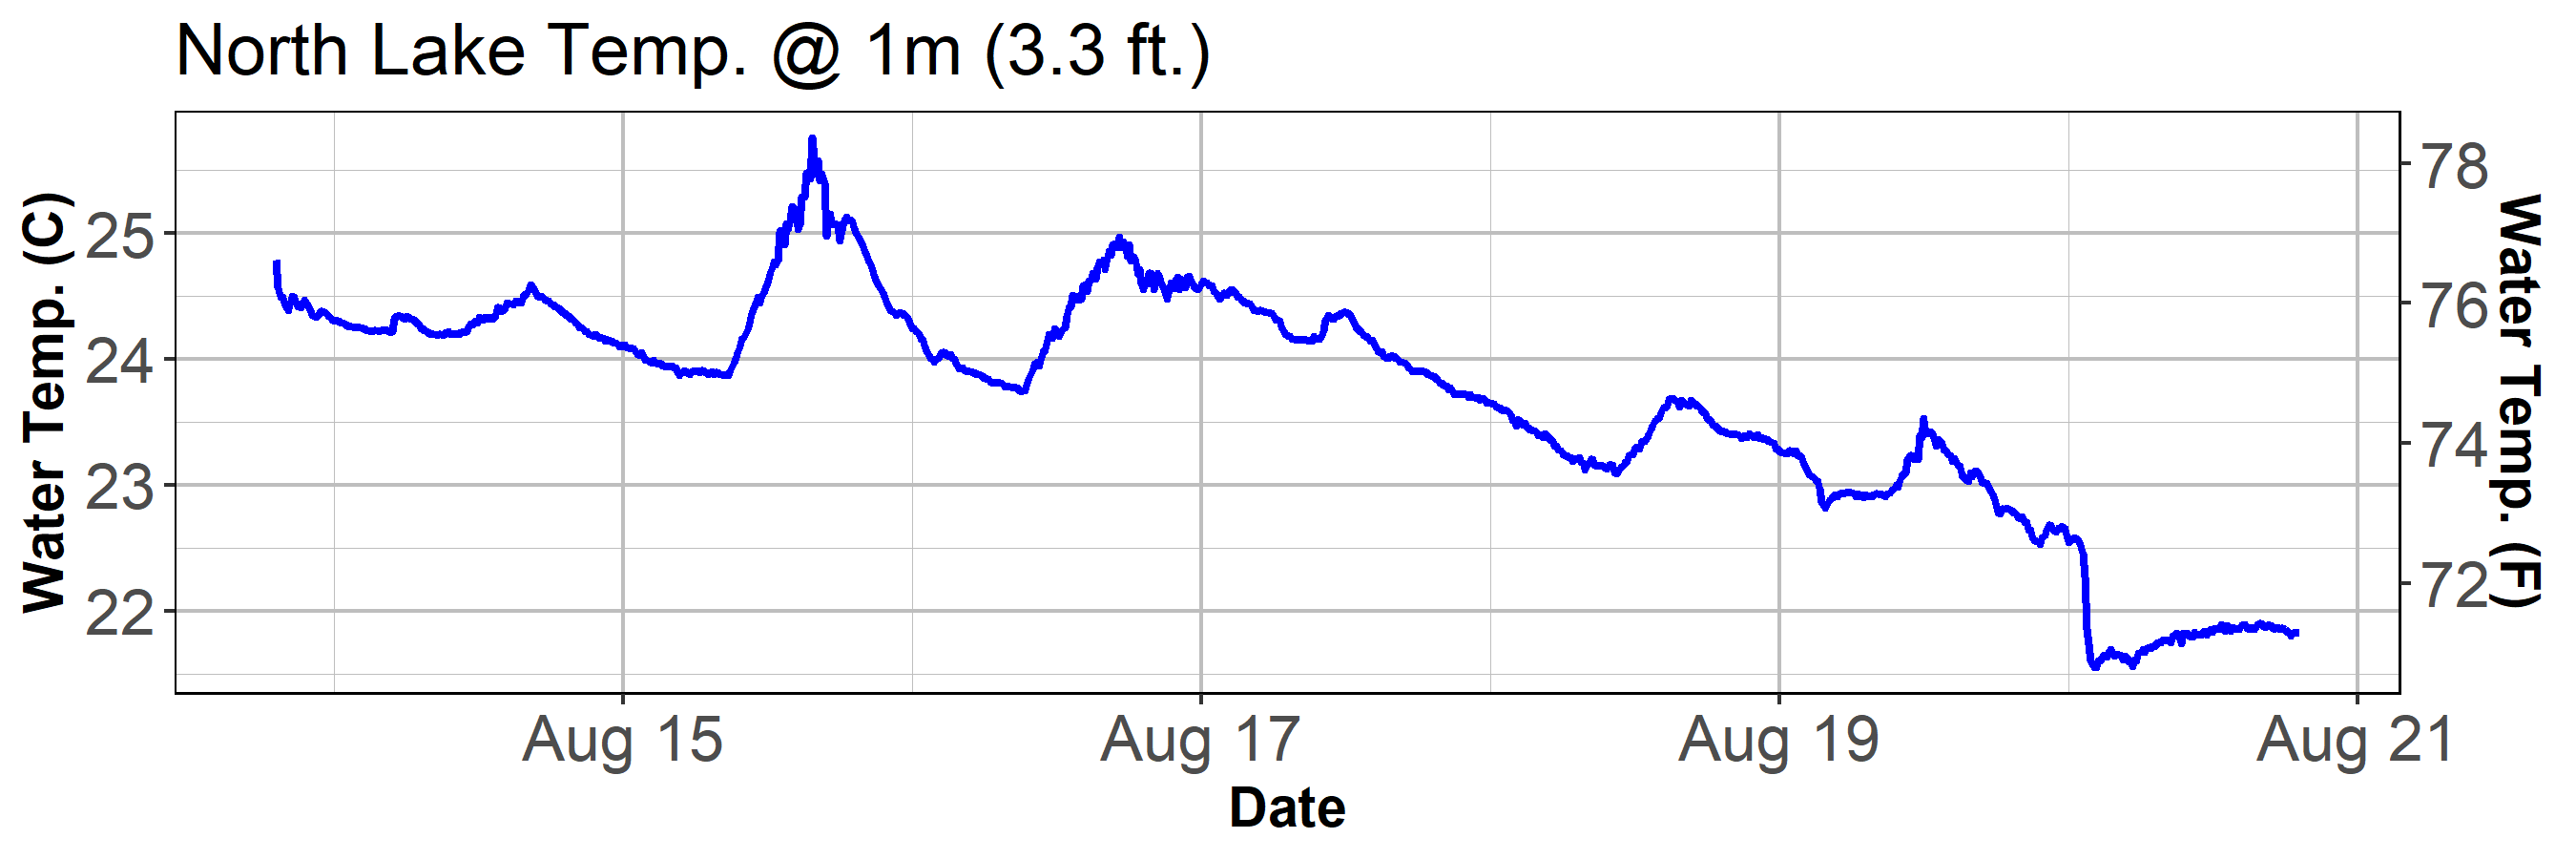 North Lake Temp. @ 1m (3.3 ft.)
Water Temp. (C)
25
24
23
22
78
76
74
72
Water Temp. (F)
Aug 15
Aug 17
Aug 19
Aug 21
Date